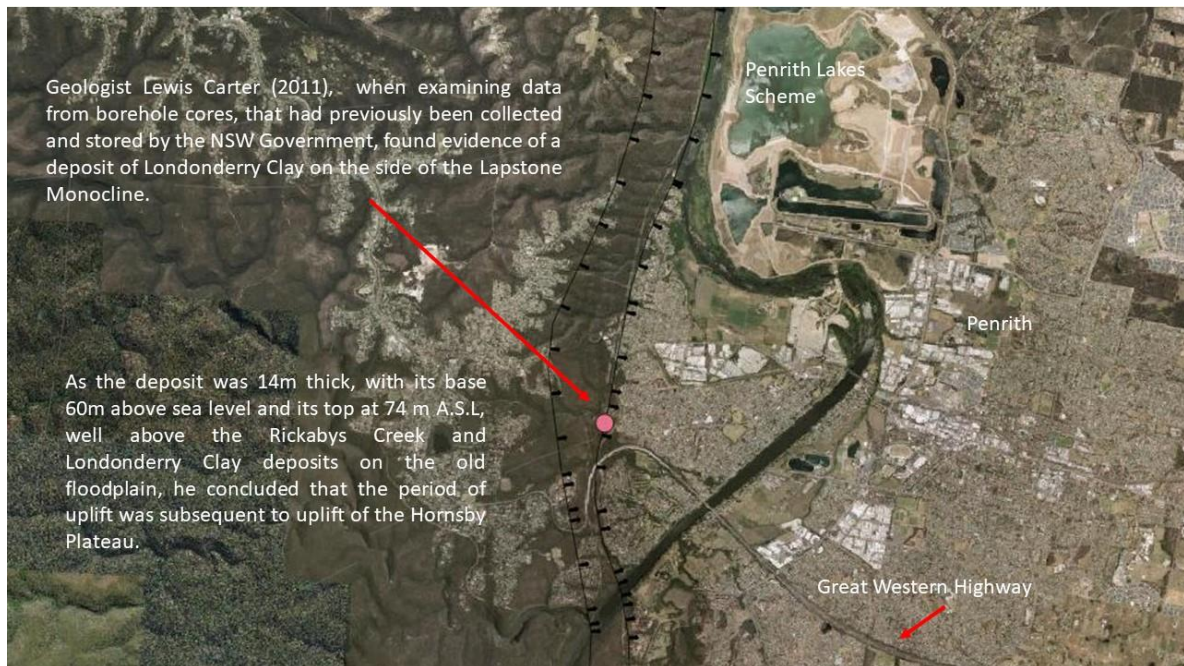 Geologist Lewis Carter (2011), when examining data
from borehole cores, that had previously been collected
and stored by the NSW Government, found evidence of a
deposit of Londonderry Clay on the side of the Lapstone
Monocline.
As the deposit was 14m thick, with its base
60m above sea level and its top at 74 m A.S.L,
well above the Rickabys Creek and
Londonderry Clay deposits on the old
floodplain, he concluded that the period of
uplift was subsequent to uplift of the Hornsby
Plateau.
Penrith Lakes
Scheme
Penrith
Great Western Highway